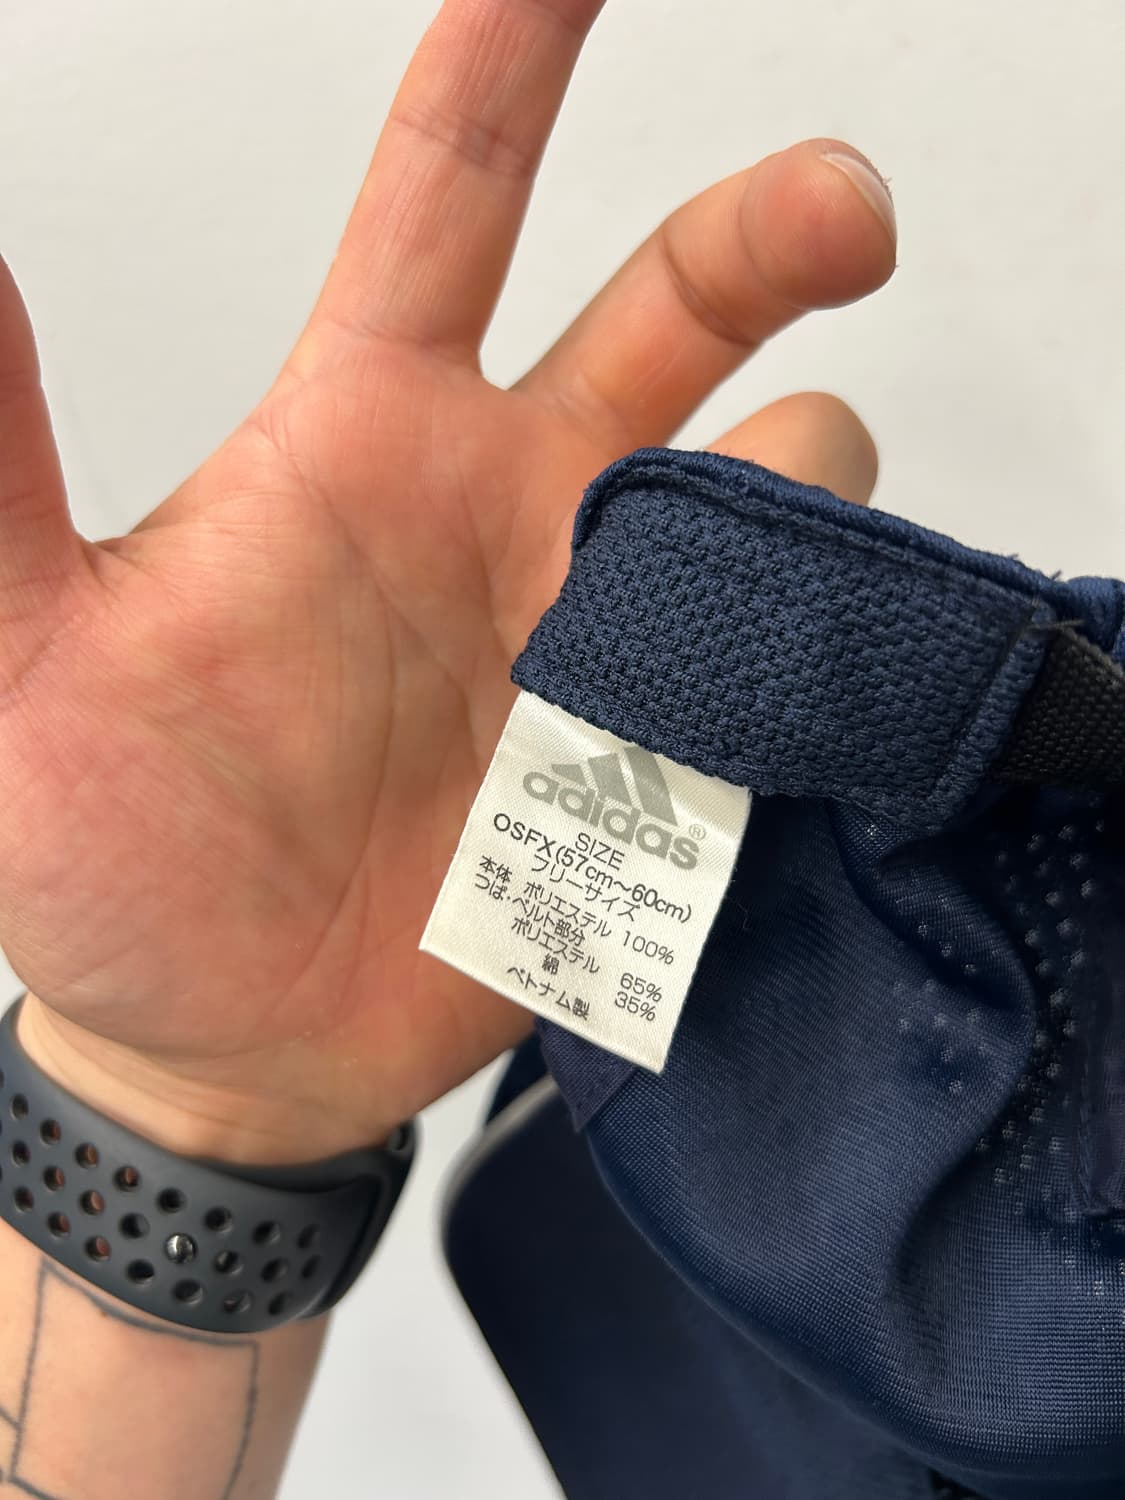 adidas®
SIZE
OSFX(57cm～60cm)
フリーサイズ
本体 ポリエステル 100%
つば・ベルト部分
ポリエステル 65%
綿 35%
ベトナム製